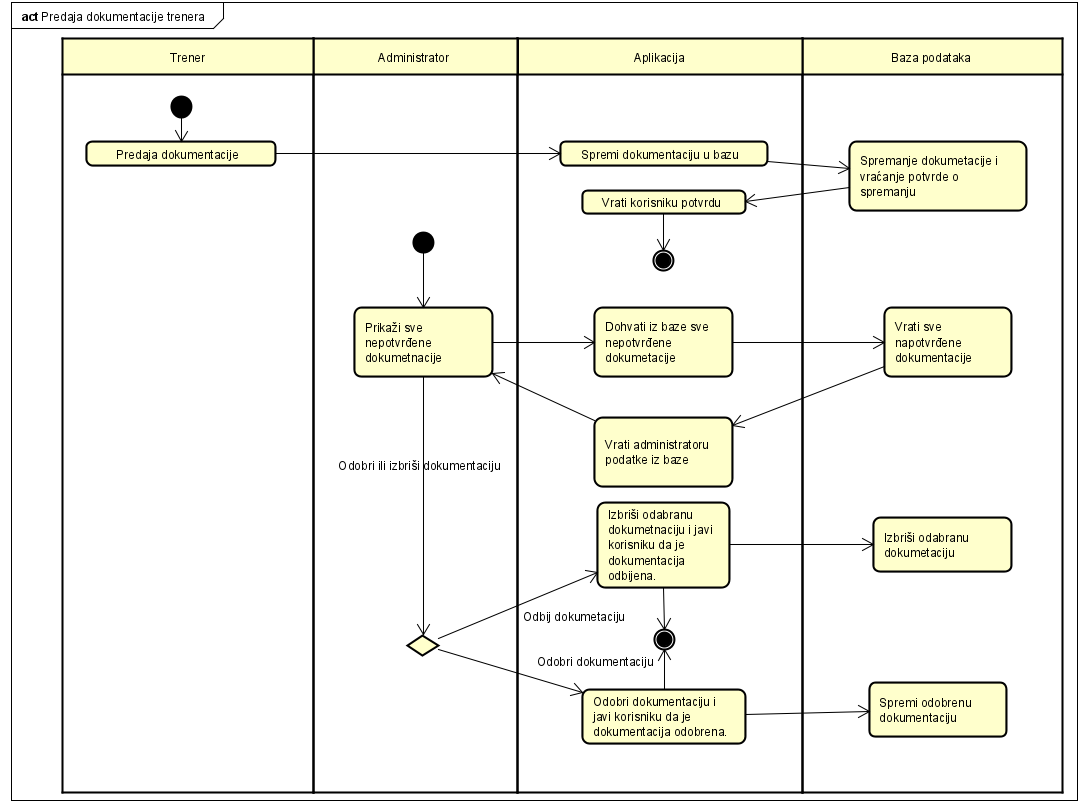 act Predaja dokumentacije trenera
Trener
Administrator
Aplikacija
Baza podataka
Predaja dokumentacije
Spremi dokumentaciju u bazu
Spremanje dokumetacije i
vraćanje potvrde o
spremanju
Vrati korisniku potvrdu
Prikaži sve
nepotvrđene
dokumetnacije
Dohvati iz baze sve
nepotvrđene
dokumetacije
Vrati sve
napotvrđene
dokumentacije
Vrati administratoru
podatke iz baze
Odobri ili izbriši dokumentaciju
Izbriši odabranu
dokumetnaciju i javi
korisniku da je
dokumentacija
odbijena.
Izbriši odabranu
dokumetaciju
Odbij dokumetaciju
Odobri dokumentaciju
Odobri dokumentaciju i
javi korisniku da je
dokumentacija odobrena.
Spremi odobrenu
dokumentaciju